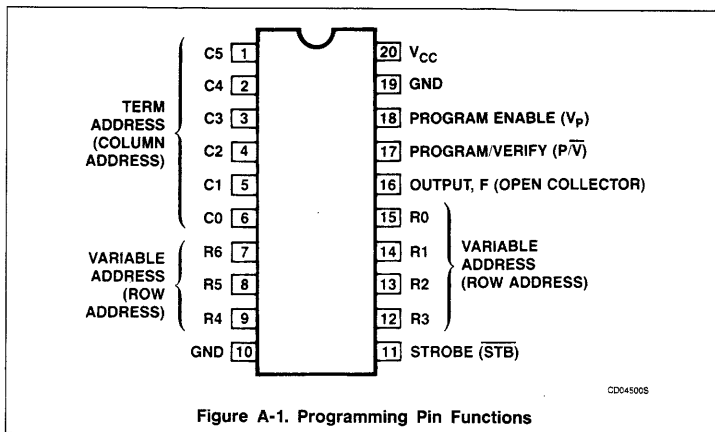 C5 1
C4 2
C3 3
C2 4
C1 5
C0 6
R6 7
R5 8
R4 9
GND 10
TERM
ADDRESS
(COLUMN
ADDRESS)
VARIABLE
ADDRESS
(ROW
ADDRESS)
20 VCC
19 GND
18 PROGRAM ENABLE (VP)
17 PROGRAM/VERIFY (P/V̅)
16 OUTPUT, F (OPEN COLLECTOR)
15 R0
14 R1
13 R2
12 R3
11 STROBE (S̅T̅B̅)
VARIABLE
ADDRESS
(ROW ADDRESS)
CD04500S
Figure A-1. Programming Pin Functions